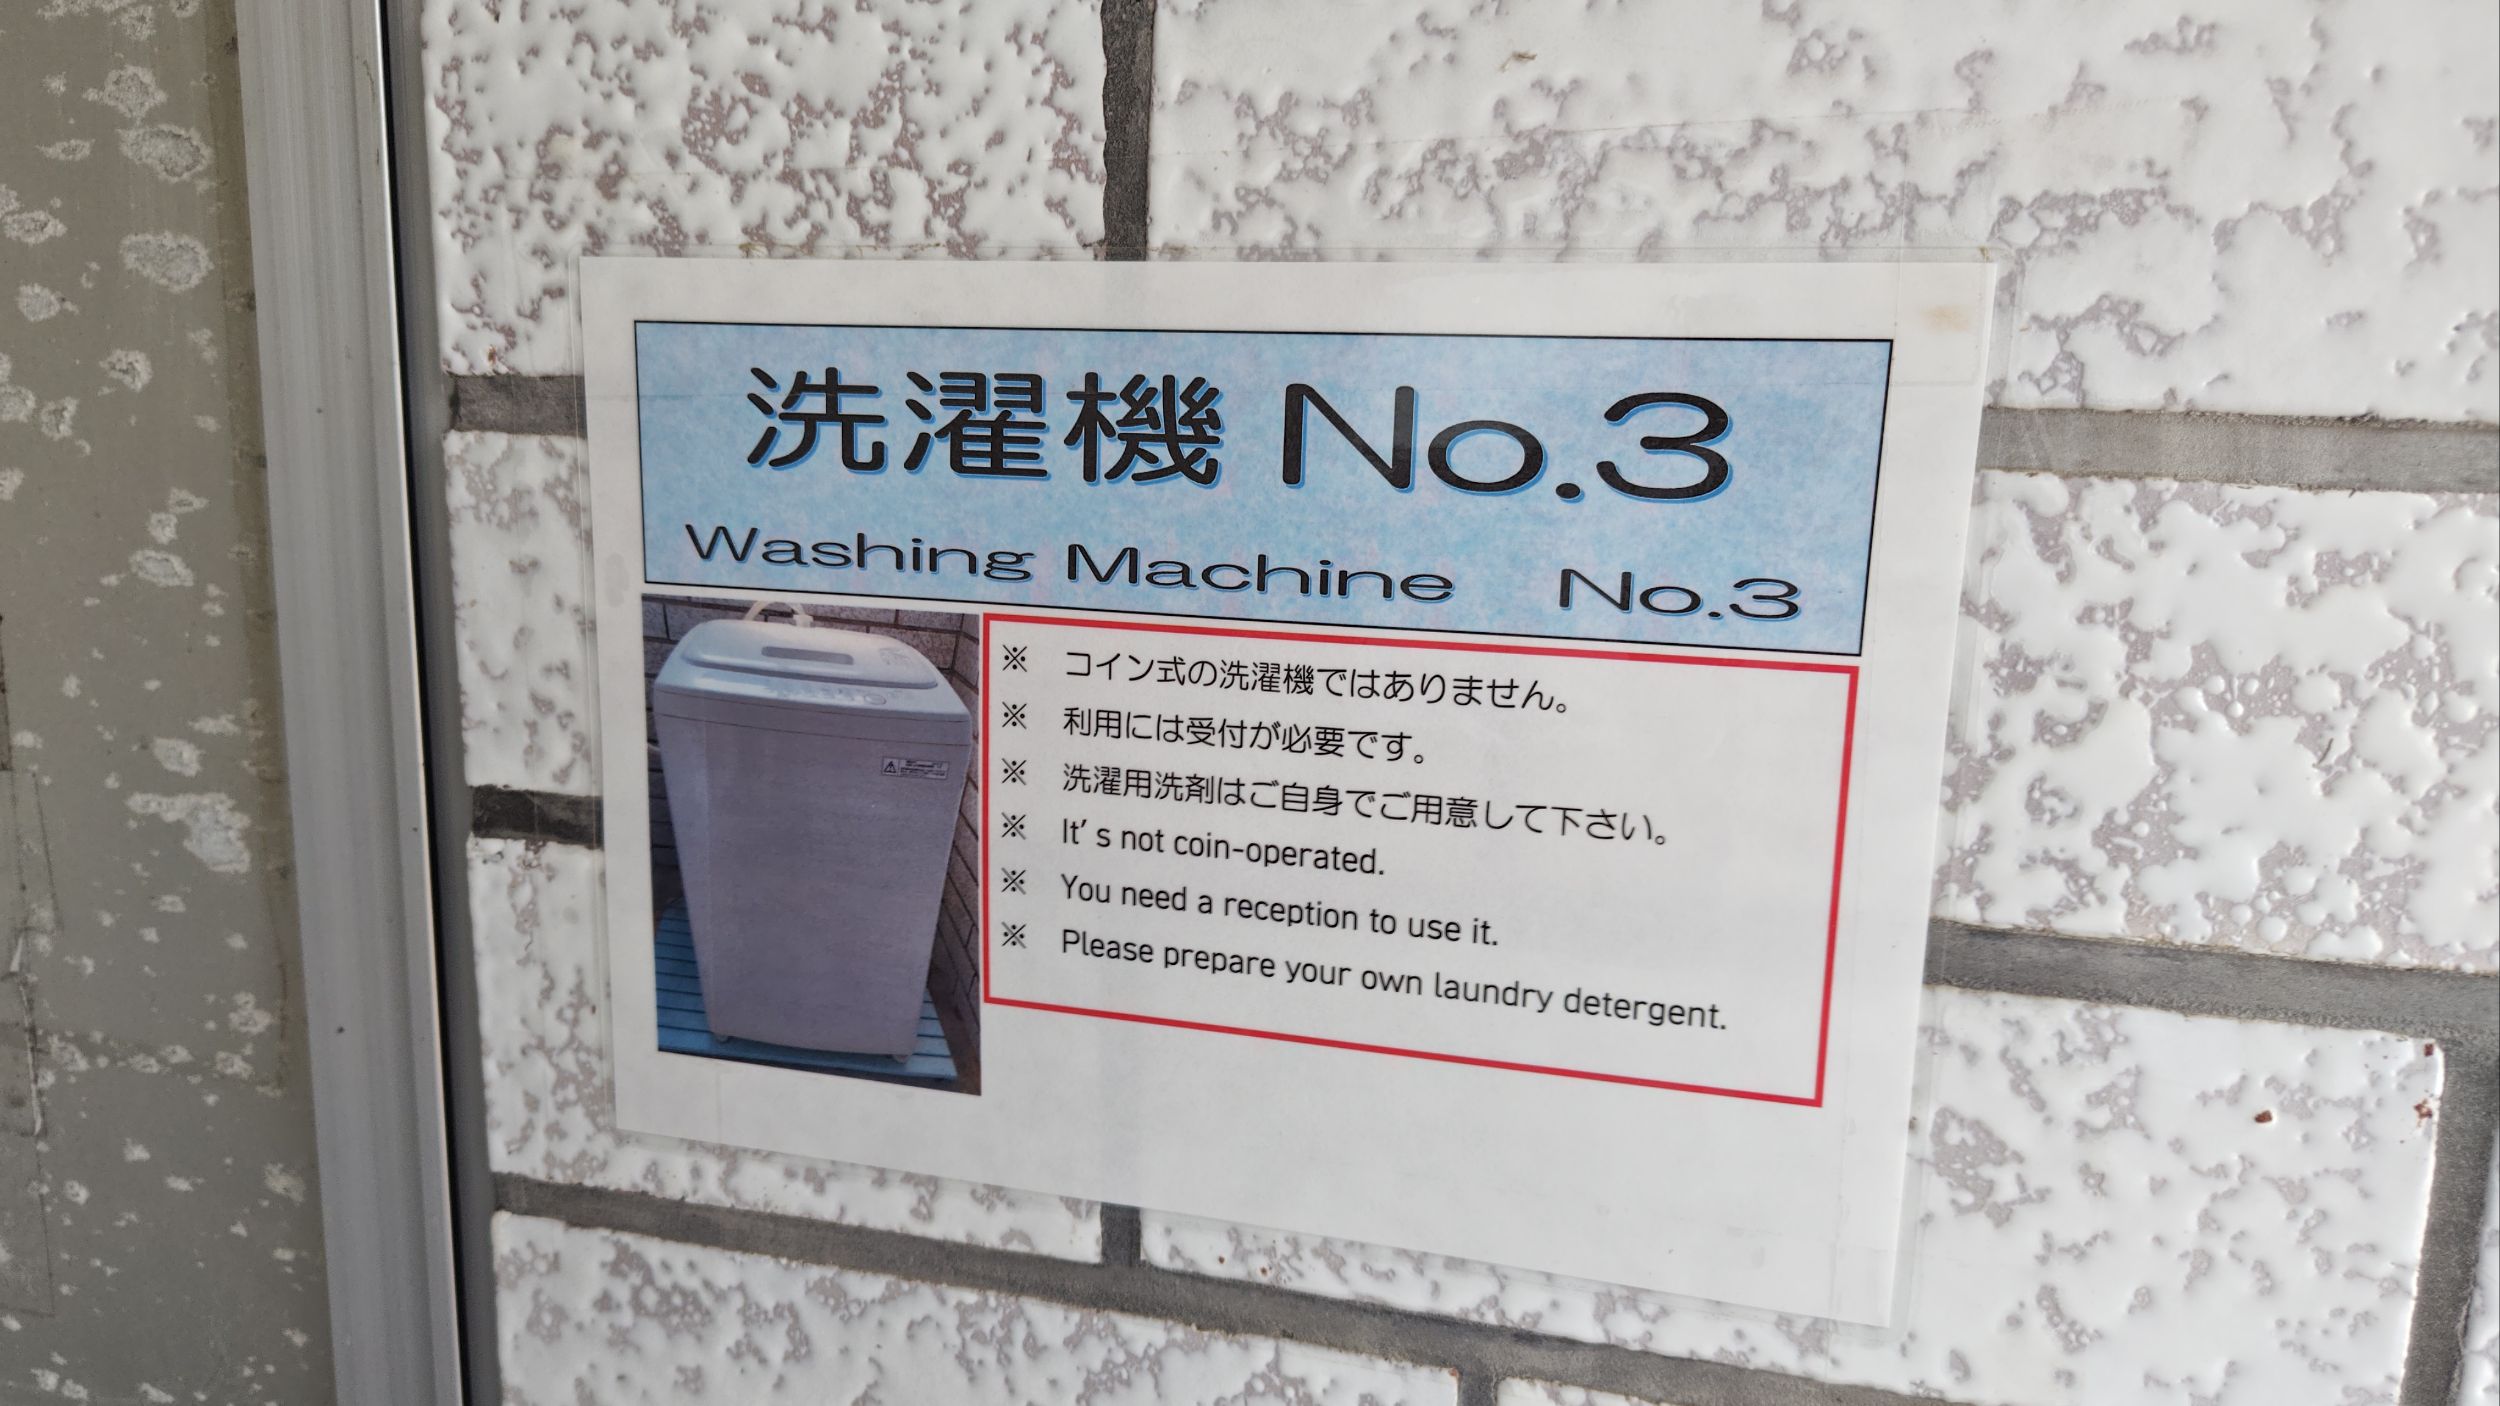 洗濯機 No.3
Washing Machine No.3
※ コイン式の洗濯機ではありません。
※ 利用には受付が必要です。
※ 洗濯用洗剤はご自身でご用意して下さい。
※ It's not coin-operated.
※ You need a reception to use it.
※ Please prepare your own laundry detergent.